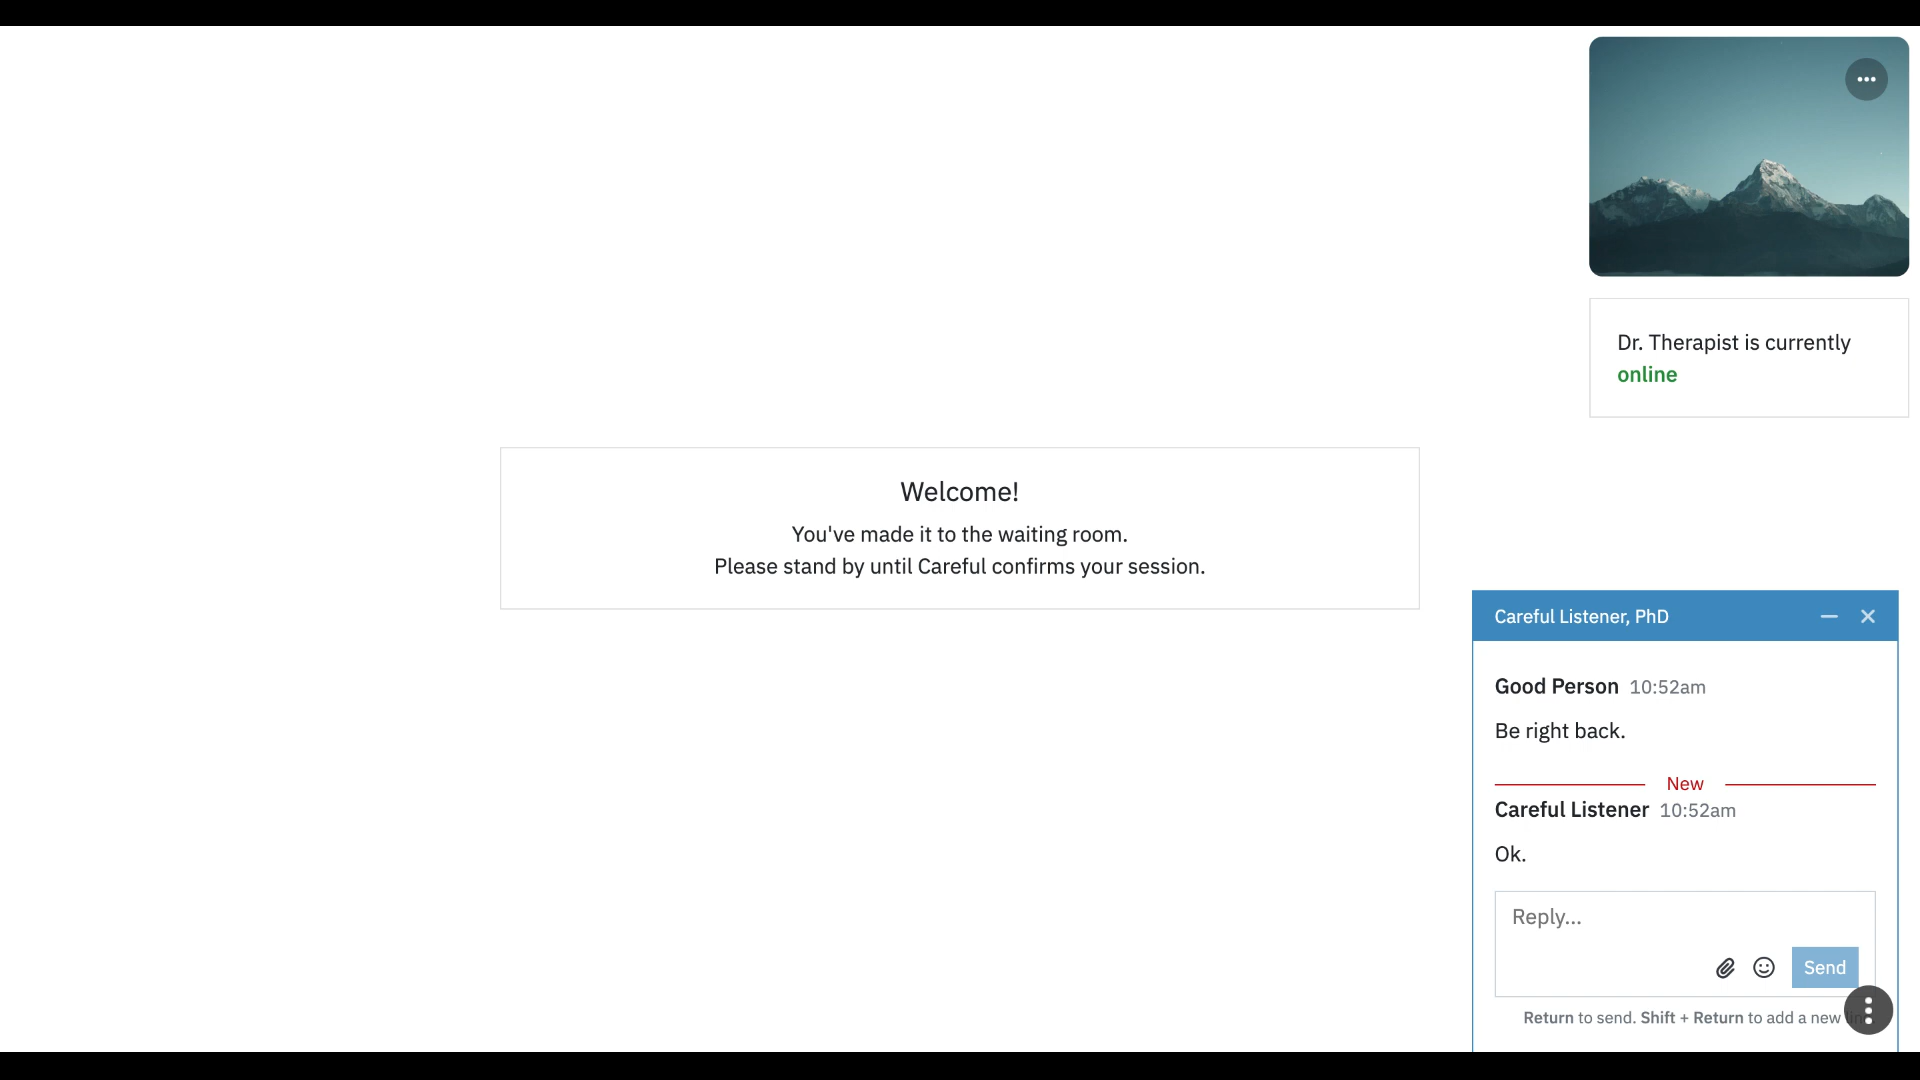 Dr. Therapist is currently
online
Welcome!
You've made it to the waiting room.
Please stand by until Careful confirms your session.
Careful Listener, PhD
Good Person 10:52am
Be right back.
New
Careful Listener 10:52am
Ok.
Reply...
Send
Return to send. Shift + Return to add a new